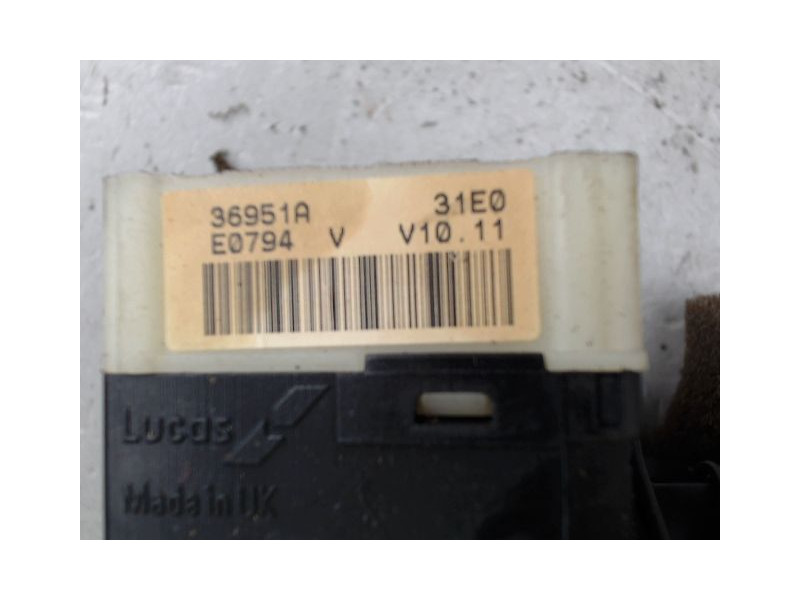 36951A 31E0
E0794 V V10.11
Lucas
Made in UK